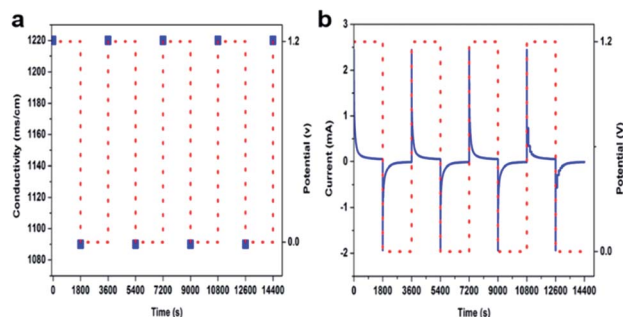 a
Conductivity (ms/cm)
1220
1200
1180
1160
1140
1120
1100
1080
1.2
0.0
Potential (v)
0 1800 3600 5400 7200 9000 10800 12600 14400
Time (s)
b
Current (mA)
3
2
1
0
-1
-2
1.2
0.0
Potential (V)
0 1800 3600 5400 7200 9000 10800 12600 14400
Time (s)